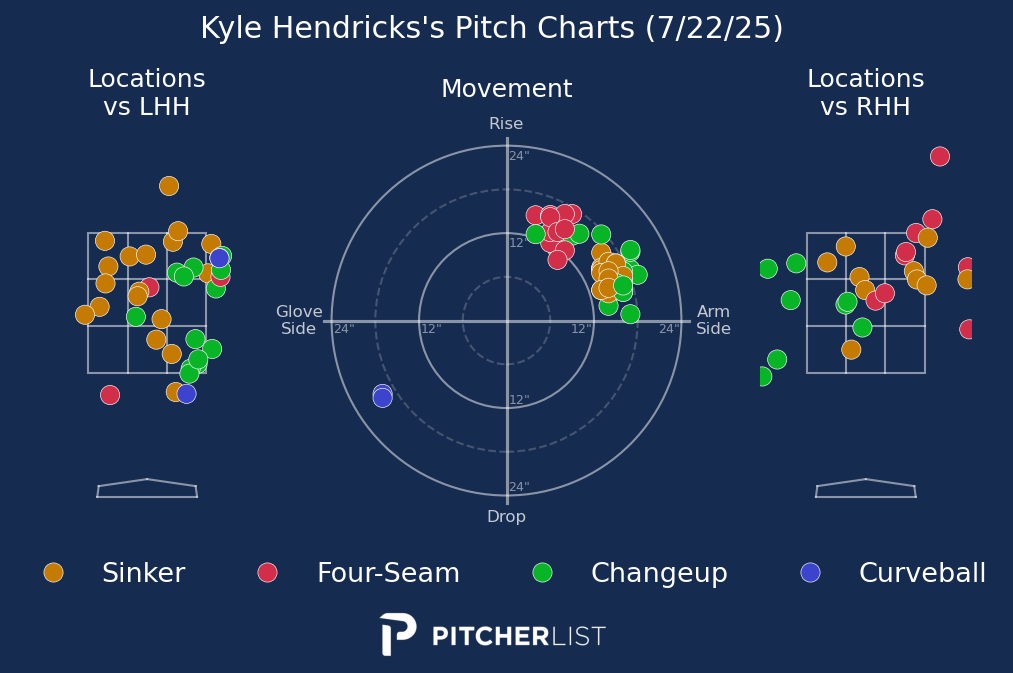 Kyle Hendricks's Pitch Charts (7/22/25)
Locations
vs LHH
Movement
Locations
vs RHH
Rise
24"
12"
Glove
Side
24"
12"
12"
24"
Arm
Side
12"
24"
Drop
Sinker
Four-Seam
Changeup
Curveball
PITCHERLIST